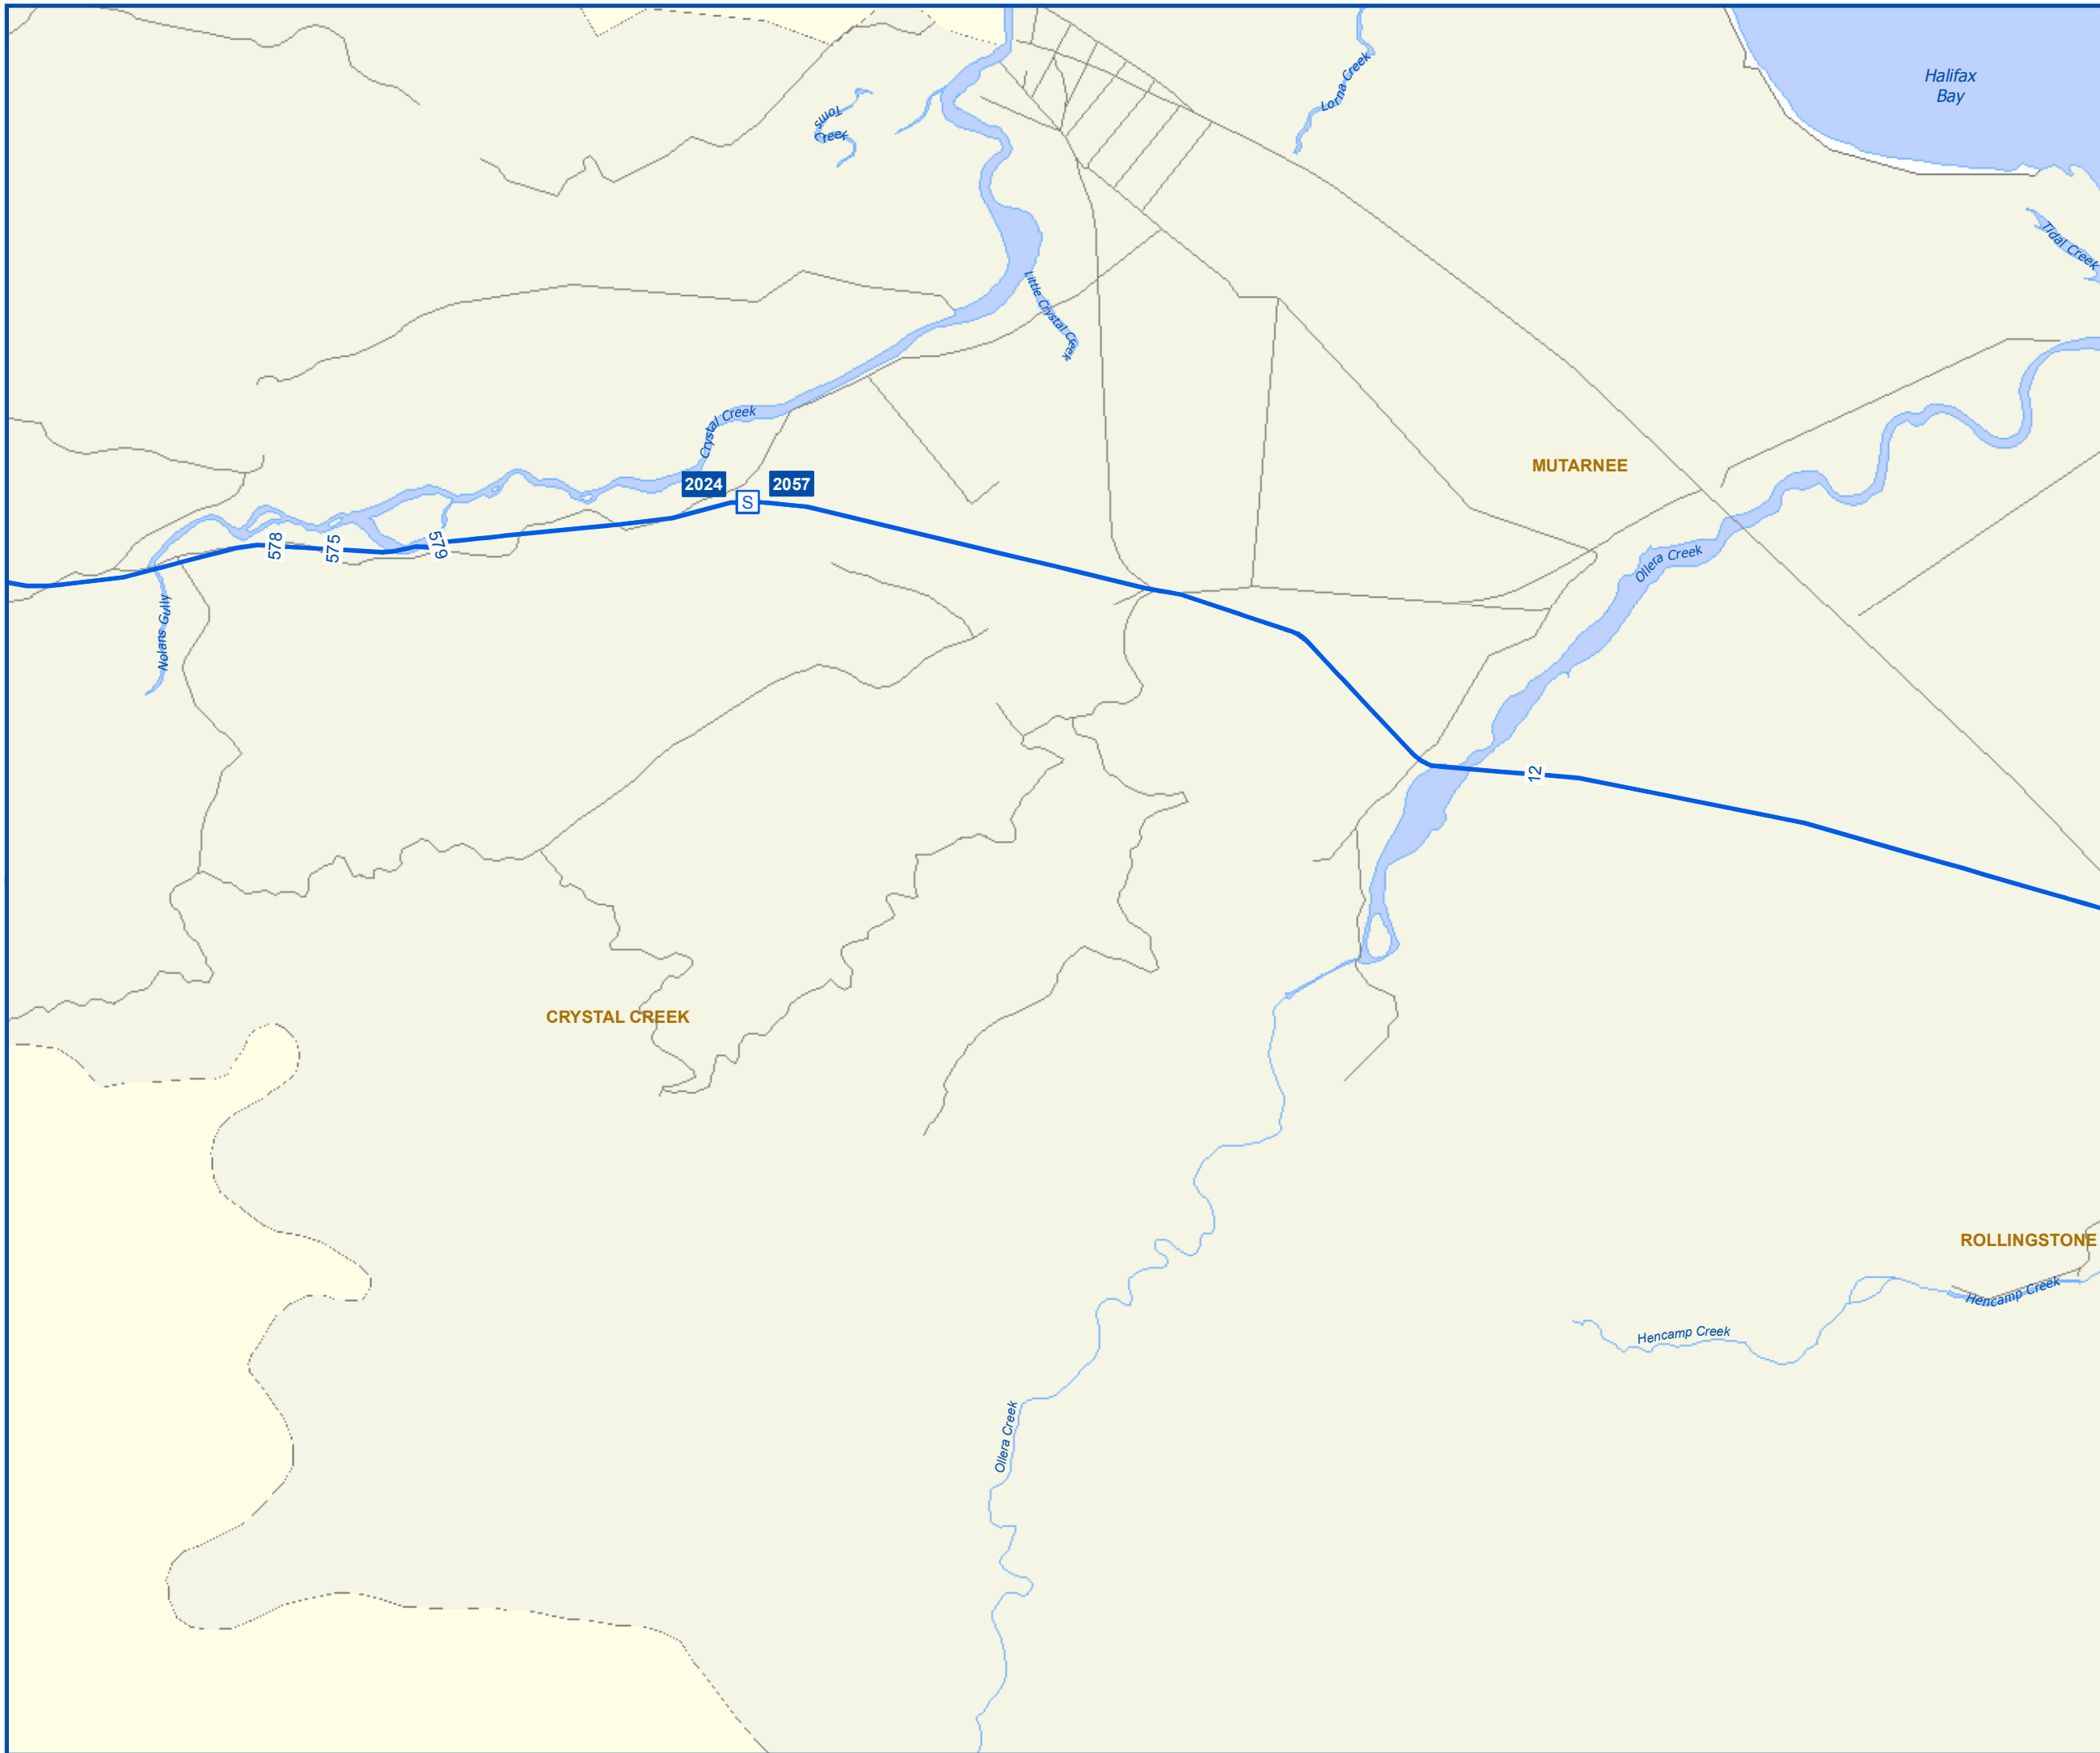 Halifax
Bay
Lorna Creek
Toms
Creek
Tidal Creek
Little Crystal Creek
Crystal Creek
MUTARNEE
2024
S
2057
578
575
579
Ollera Creek
Nolans Gully
12
CRYSTAL CREEK
ROLLINGSTONE
Hencamp Creek
Hencamp Creek
Ollera Creek